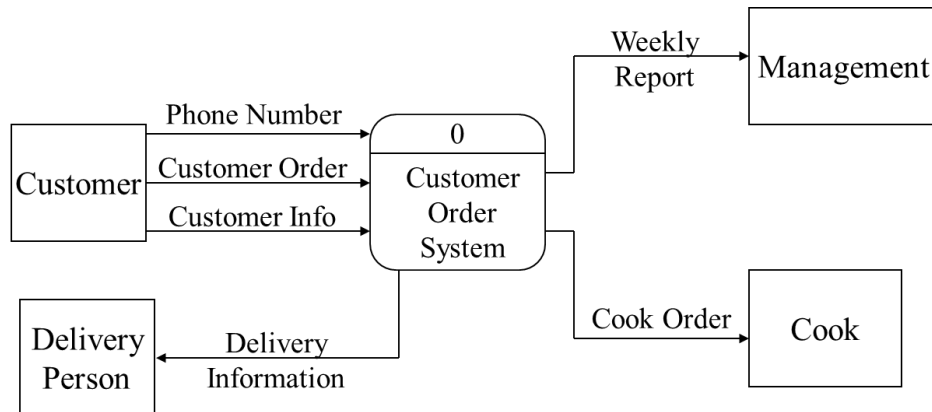 Weekly
Report
Management
Phone Number
0
Customer
Customer Order
Customer
Order
System
Customer Info
Delivery
Person
Delivery
Information
Cook Order
Cook